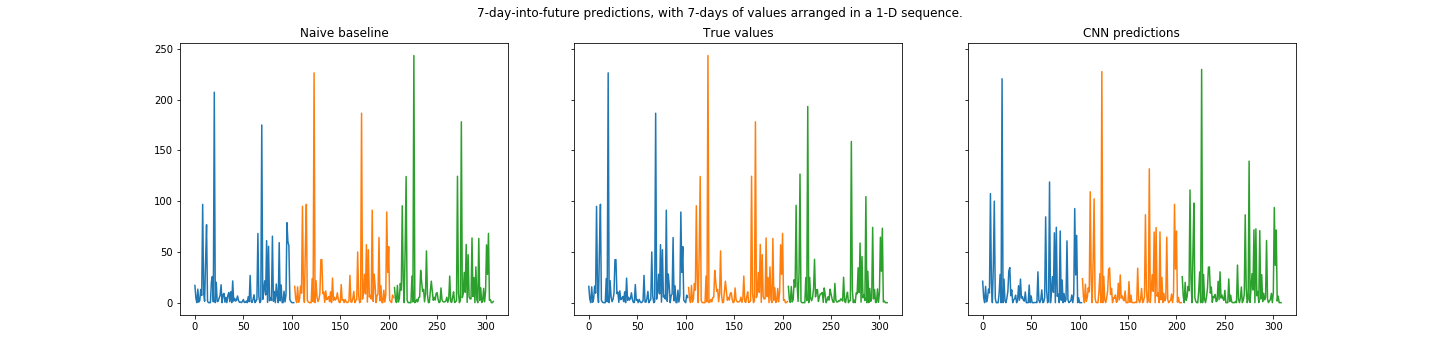 7-day-into-future predictions, with 7-days of values arranged in a 1-D sequence.
Naive baseline
True values
CNN predictions
250
200
150
100
50
0
0 50 100 150 200 250 300
0 50 100 150 200 250 300
0 50 100 150 200 250 300